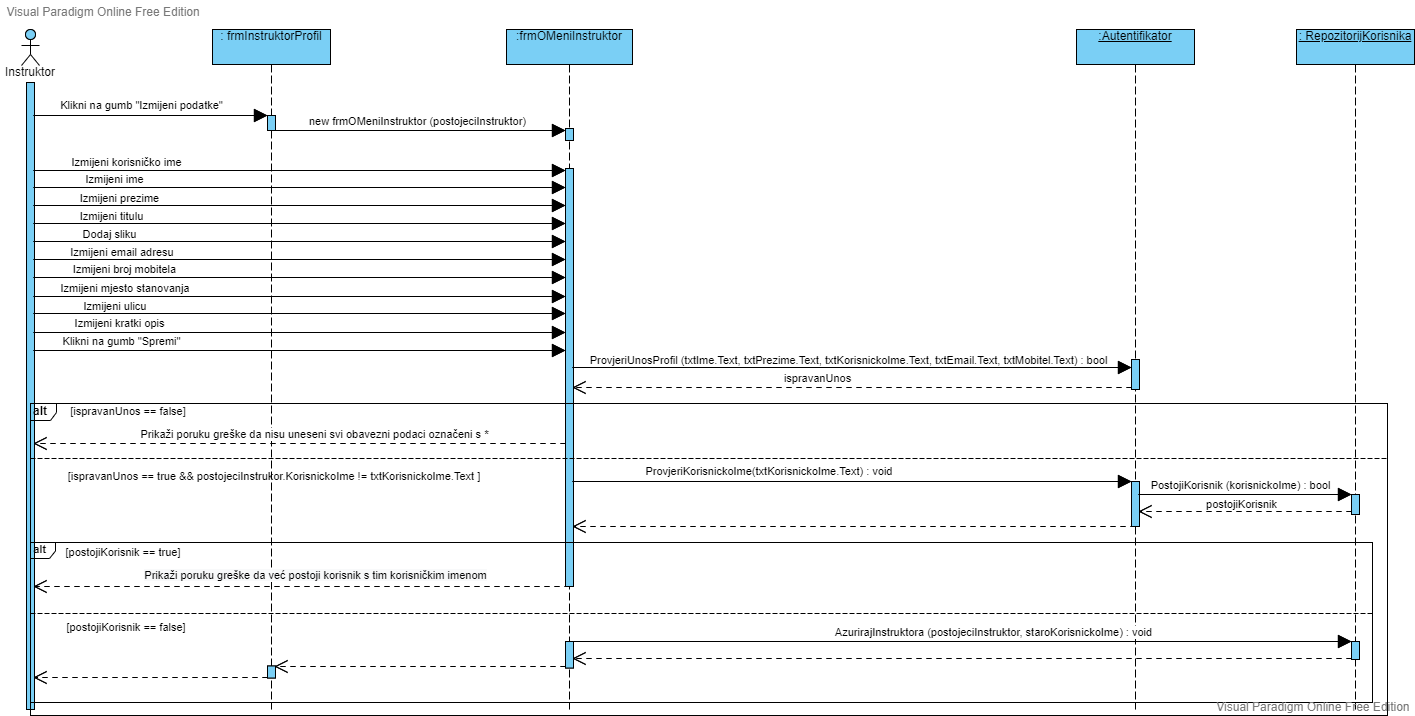 Visual Paradigm Online Free Edition
Instruktor
: frmInstruktorProfil
:frmOMeniInstruktor
:Autentifikator
: RepozitorijKorisnika
Klikni na gumb "Izmijeni podatke"
new frmOMeniInstruktor (postojeciInstruktor)
Izmijeni korisničko ime
Izmijeni ime
Izmijeni prezime
Izmijeni titulu
Dodaj sliku
Izmijeni email adresu
Izmijeni broj mobitela
Izmijeni mjesto stanovanja
Izmijeni ulicu
Izmijeni kratki opis
Klikni na gumb "Spremi"
ProvjeriUnosProfil (txtIme.Text, txtPrezime.Text, txtKorisnickoIme.Text, txtEmail.Text, txtMobitel.Text) : bool
ispravanUnos
alt
[ispravanUnos == false]
Prikaži poruku greške da nisu uneseni svi obavezni podaci označeni s *
[ispravanUnos == true && postojeciInstruktor.KorisnickoIme != txtKorisnickoIme.Text ]
ProvjeriKorisnickoIme(txtKorisnickoIme.Text) : void
PostojiKorisnik (korisnickoIme) : bool
postojiKorisnik
alt
[postojiKorisnik == true]
Prikaži poruku greške da već postoji korisnik s tim korisničkim imenom
[postojiKorisnik == false]
AzurirajInstruktora (postojeciInstruktor, staroKorisnickoIme) : void
Visual Paradigm Online Free Edition